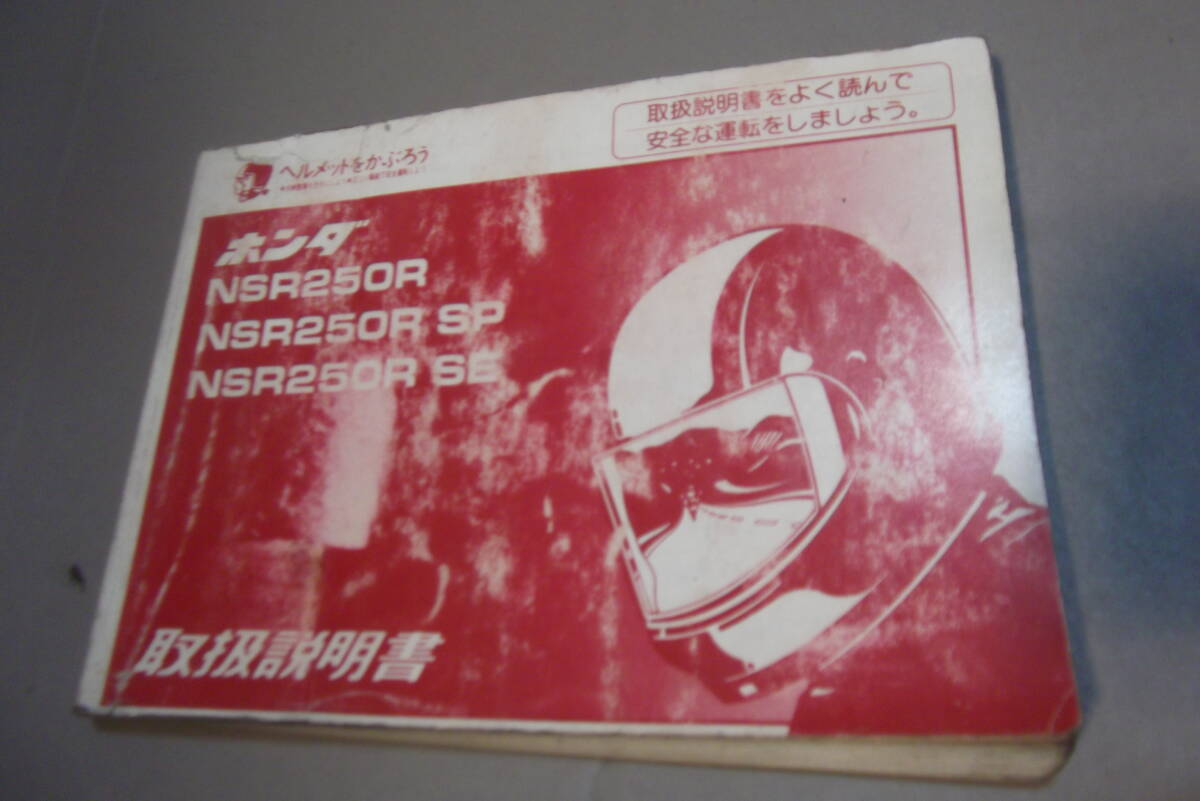 取扱説明書をよく読んで
安全な運転をしましょう。
ヘルメットをかぶろう
ホンダ
NSR250R
NSR250R SP
NSR250R SE
取扱説明書